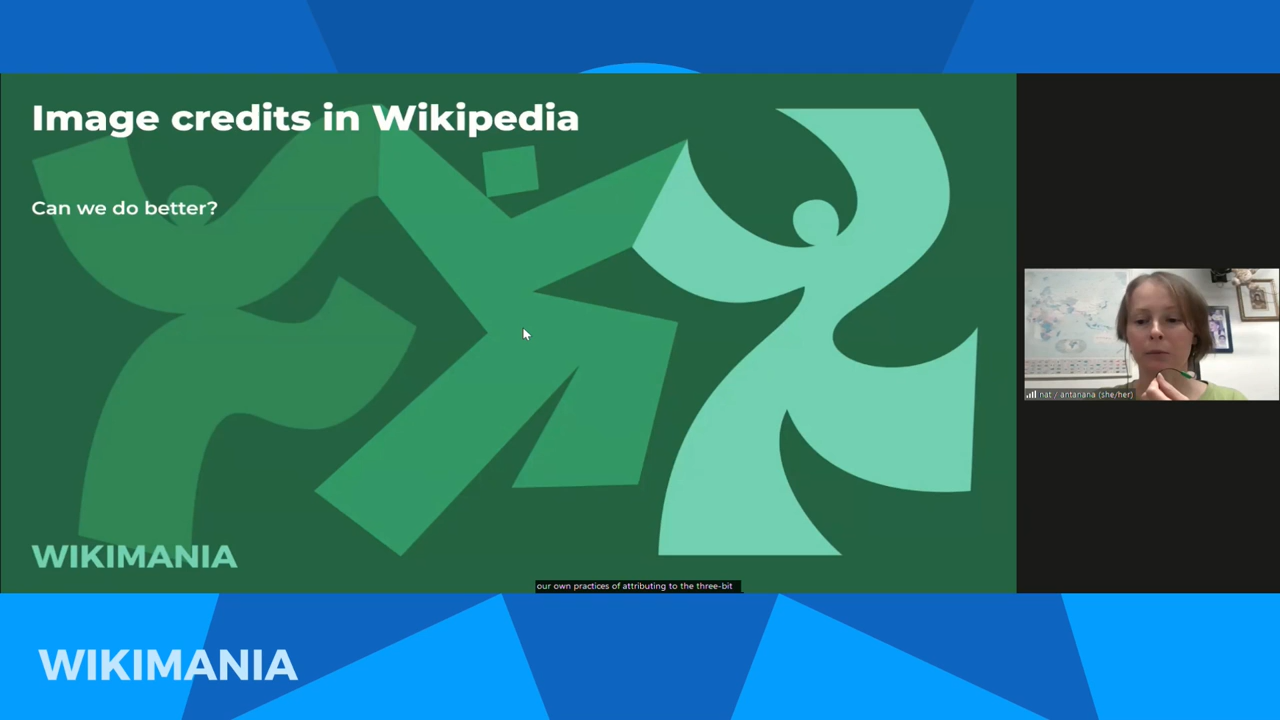 Image credits in Wikipedia
Can we do better?
WIKIMANIA
nat / antanana (she/her)
our own practices of attributing to the three-bit
WIKIMANIA